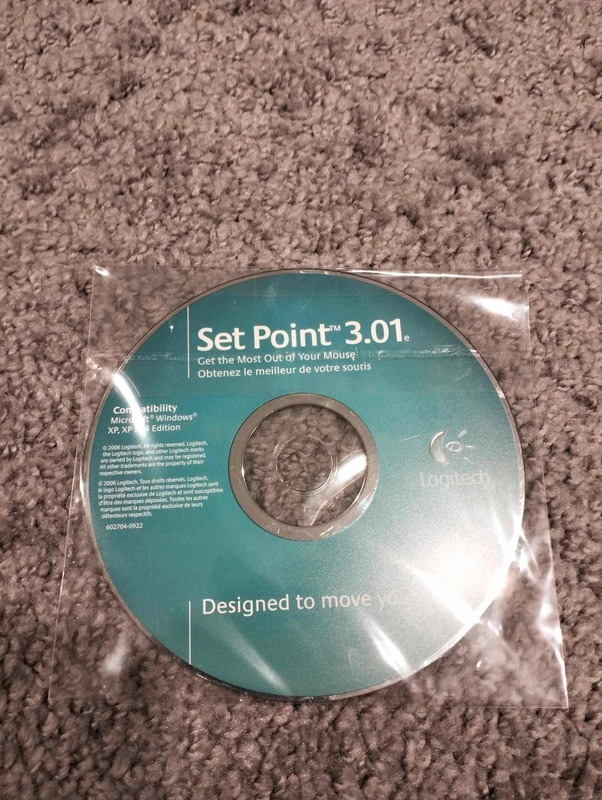 Set Point™ 3.01e
Get the Most Out of Your Mouse
Obtenez le meilleur de votre souris
Compatibility
Microsoft® Windows®
XP, XP x64 Edition
© 2006 Logitech. All rights reserved. Logitech,
the Logitech logo, and other Logitech marks
are owned by Logitech and may be registered.
All other trademarks are the property of their
respective owners.
© 2006 Logitech. Tous droits réservés. Logitech,
le logo Logitech et les autres marques Logitech sont
la propriété exclusive de Logitech et sont susceptibles
d'être des marques déposées. Toutes les autres
marques sont la propriété exclusive de leurs
détenteurs respectifs.
602704-0922
Logitech
Designed to move you